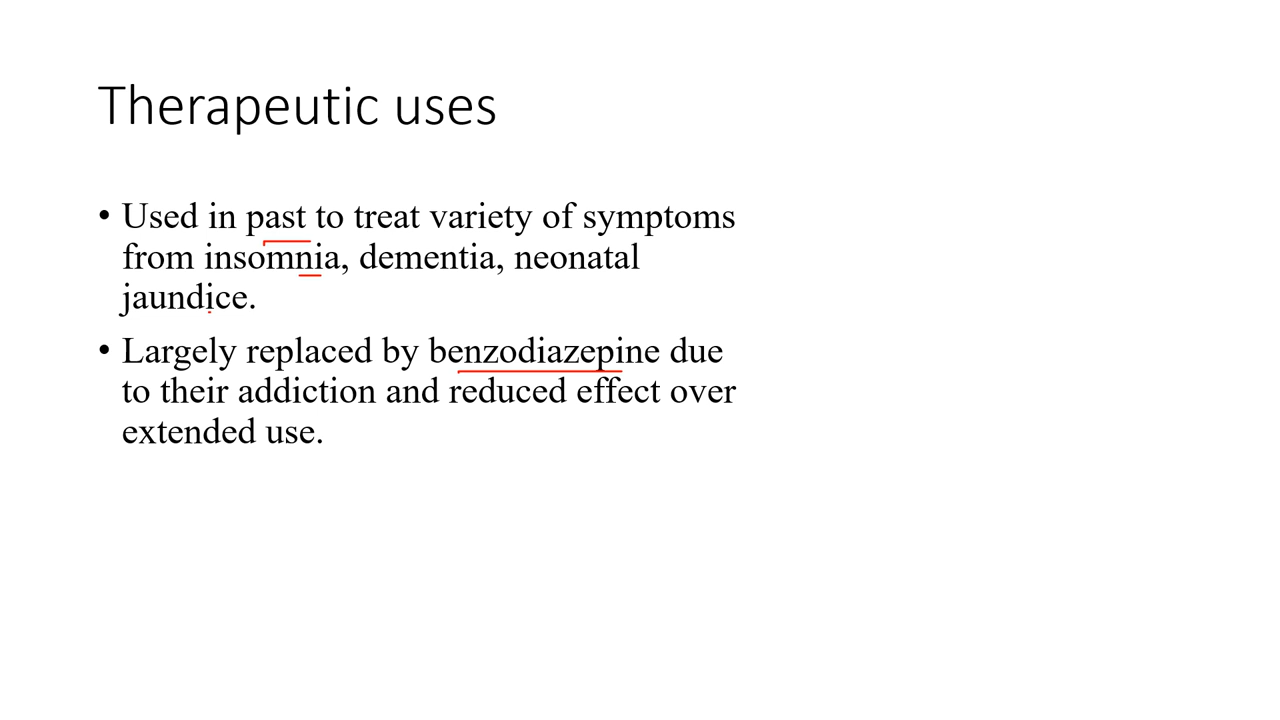 Therapeutic uses
• Used in past to treat variety of symptoms
from insomnia, dementia, neonatal
jaundice.
• Largely replaced by benzodiazepine due
to their addiction and reduced effect over
extended use.